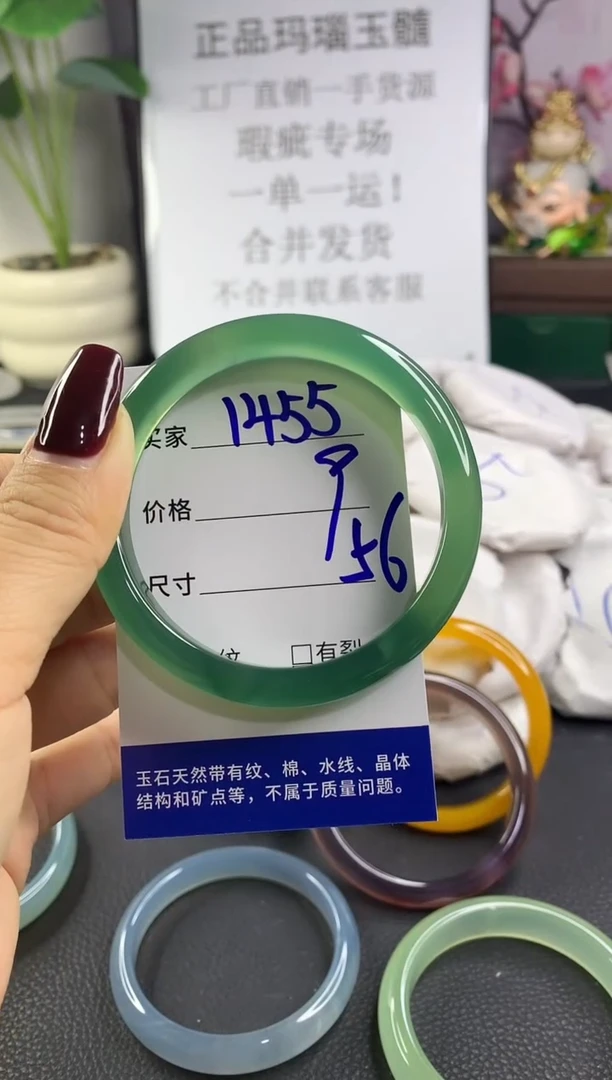 正品玛瑙玉髓
工厂直销一手货源
瑕疵专场
一单一运!
合并发货
不合并联系客服
买家 1455
价格
尺寸 56
纹 □有裂
玉石天然带有纹、棉、水线、晶体
结构和矿点等，不属于质量问题。